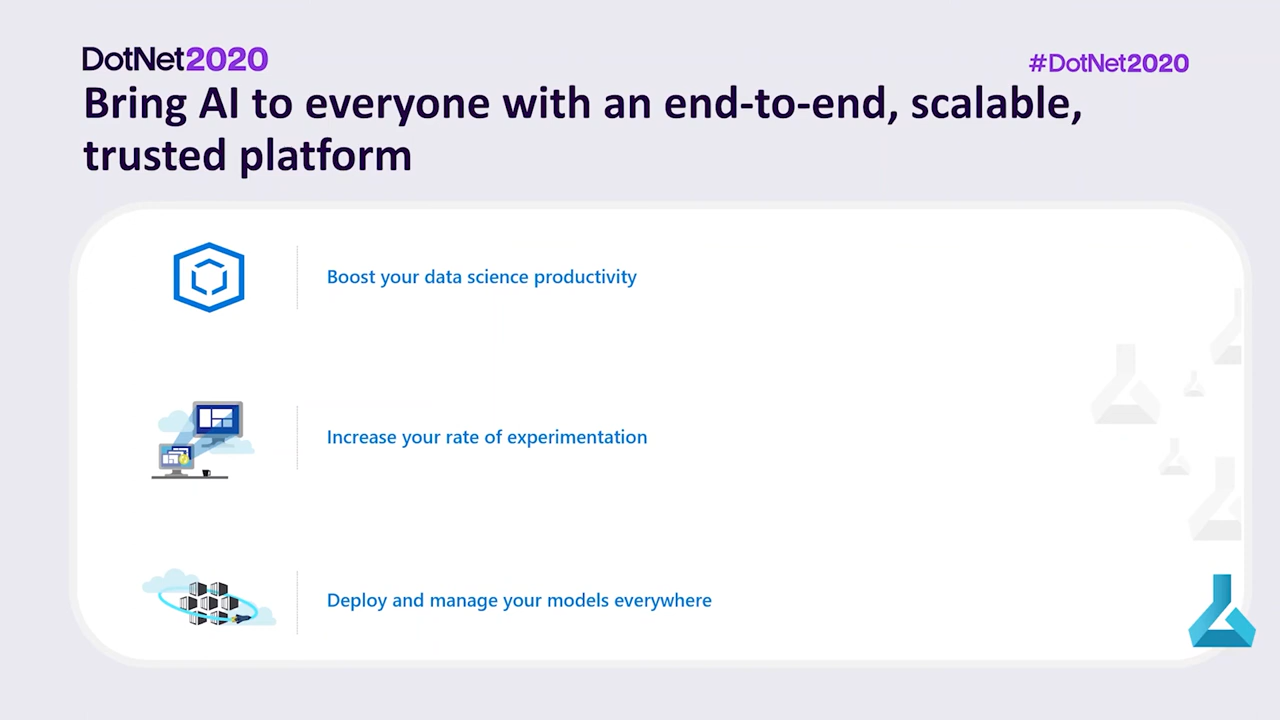 DotNet2020
#DotNet2020
Bring AI to everyone with an end-to-end, scalable,
trusted platform
Boost your data science productivity
Increase your rate of experimentation
Deploy and manage your models everywhere